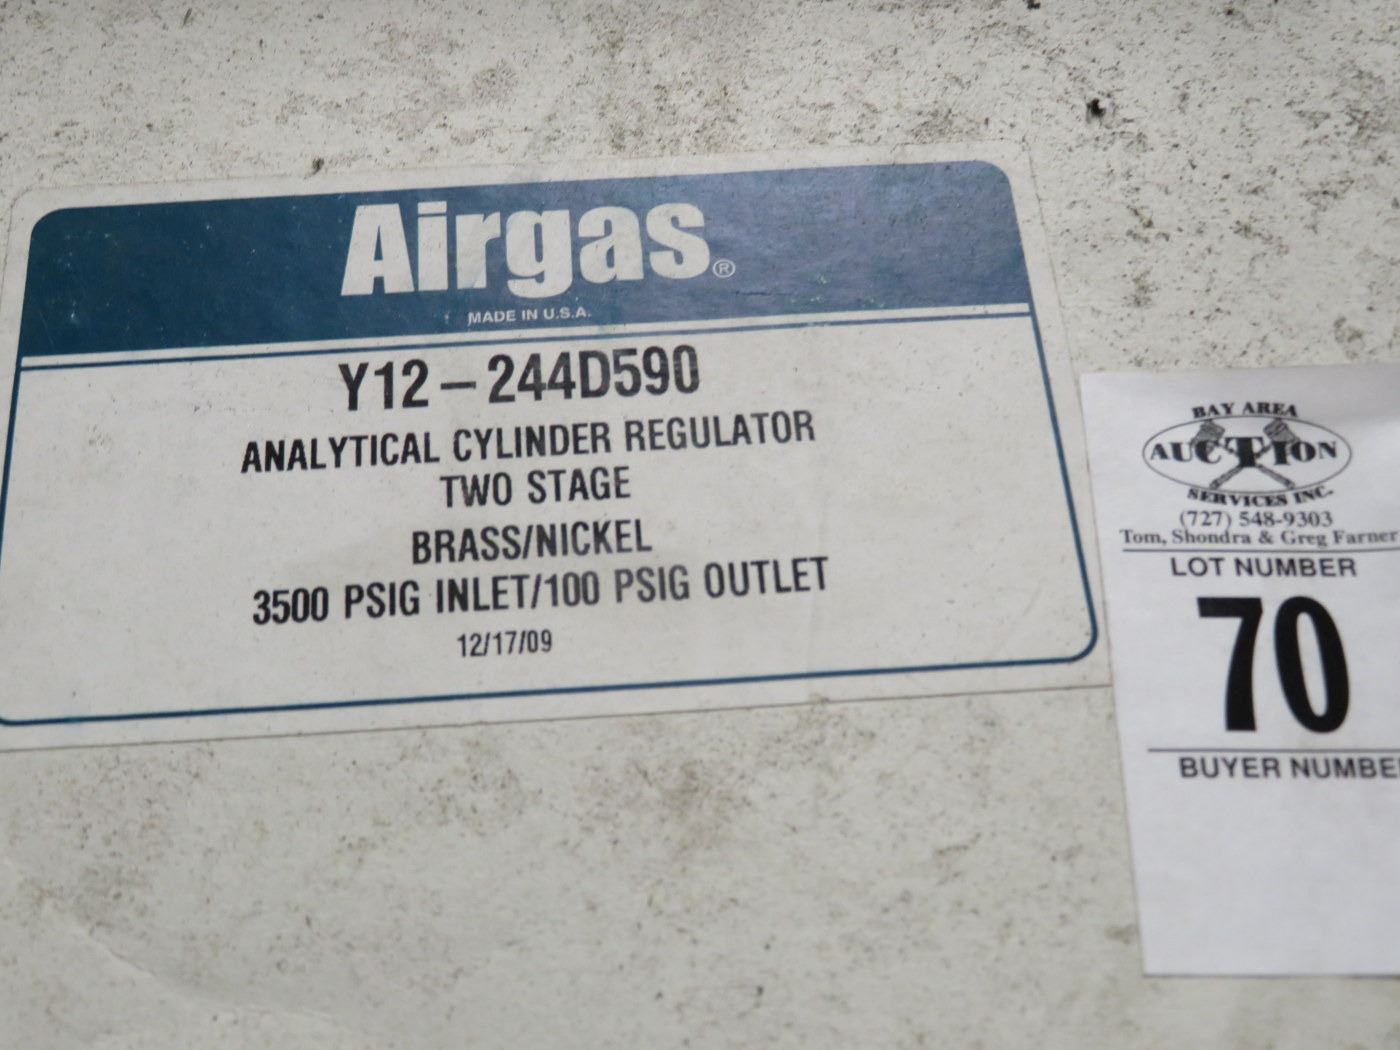 Airgas®
MADE IN U.S.A.
Y12-244D590
ANALYTICAL CYLINDER REGULATOR
TWO STAGE
BRASS/NICKEL
3500 PSIG INLET/100 PSIG OUTLET
12/17/09
BAY AREA
AUCTION
SERVICES INC.
(727) 548-9303
Tom, Shondra & Greg Farner
LOT NUMBER
70
BUYER NUMBE